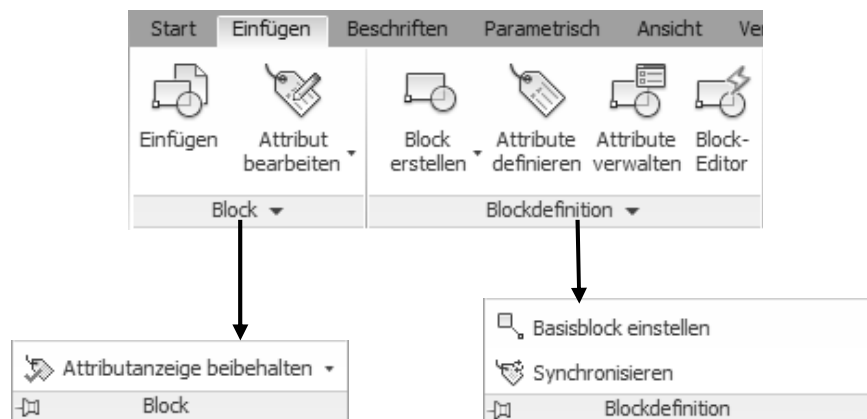 Start Einfügen Beschriften Parametrisch Ansicht
Einfügen
Attribut
bearbeiten
Block
erstellen
Attribute
definieren
Attribute
verwalten
Block-
Editor
Block
Blockdefinition
Attributanzeige beibehalten
Block
Basisblock einstellen
Synchronisieren
Blockdefinition